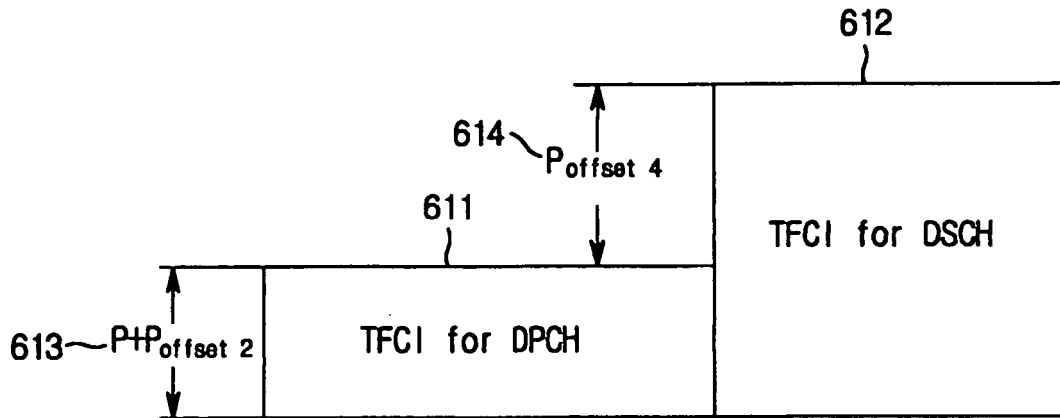 612
614 P offset 4
611
TFCI for DSCH
613 P+P offset 2
TFCI for DPCH